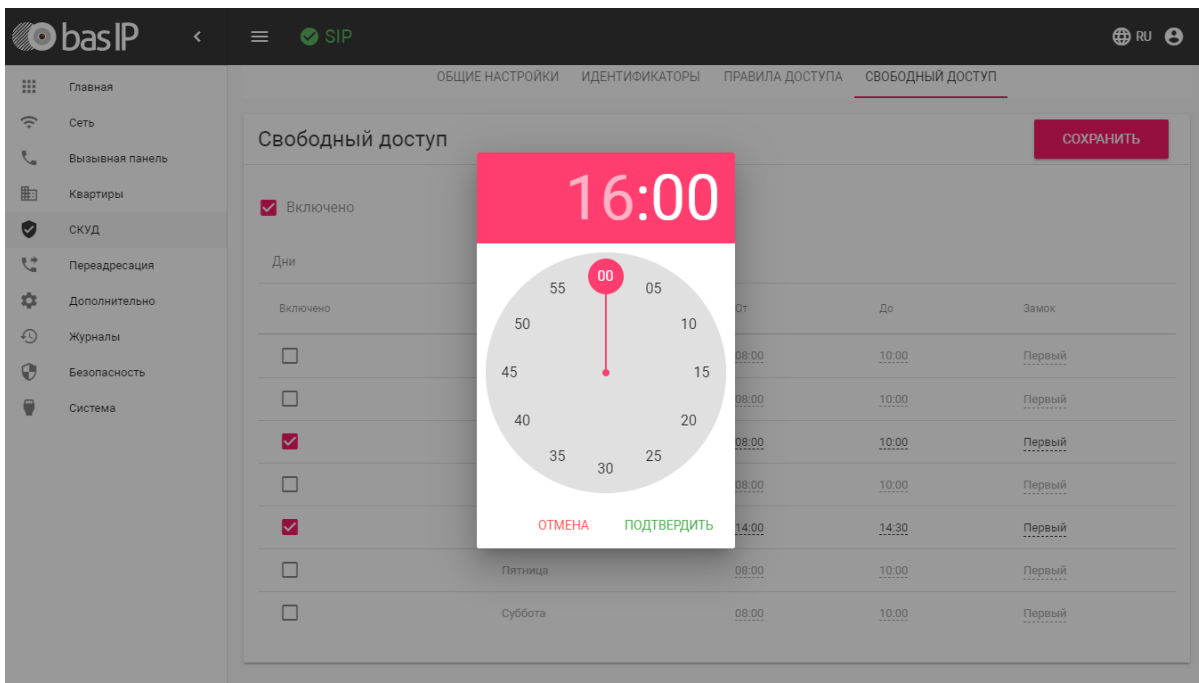 basIP
SIP
RU
Главная
Сеть
Вызывная панель
Квартиры
СКУД
Переадресация
Дополнительно
Журналы
Безопасность
Система
ОБЩИЕ НАСТРОЙКИ ИДЕНТИФИКАТОРЫ ПРАВИЛА ДОСТУПА СВОБОДНЫЙ ДОСТУП
Свободный доступ
СОХРАНИТЬ
Включено
Дни
Включено От До Замок
08:00 10:00 Первый
08:00 10:00 Первый
08:00 10:00 Первый
08:00 10:00 Первый
14:00 14:30 Первый
Пятница 08:00 10:00 Первый
Суббота 08:00 10:00 Первый
16:00
00
05
10
15
20
25
30
35
40
45
50
55
ОТМЕНА ПОДТВЕРДИТЬ